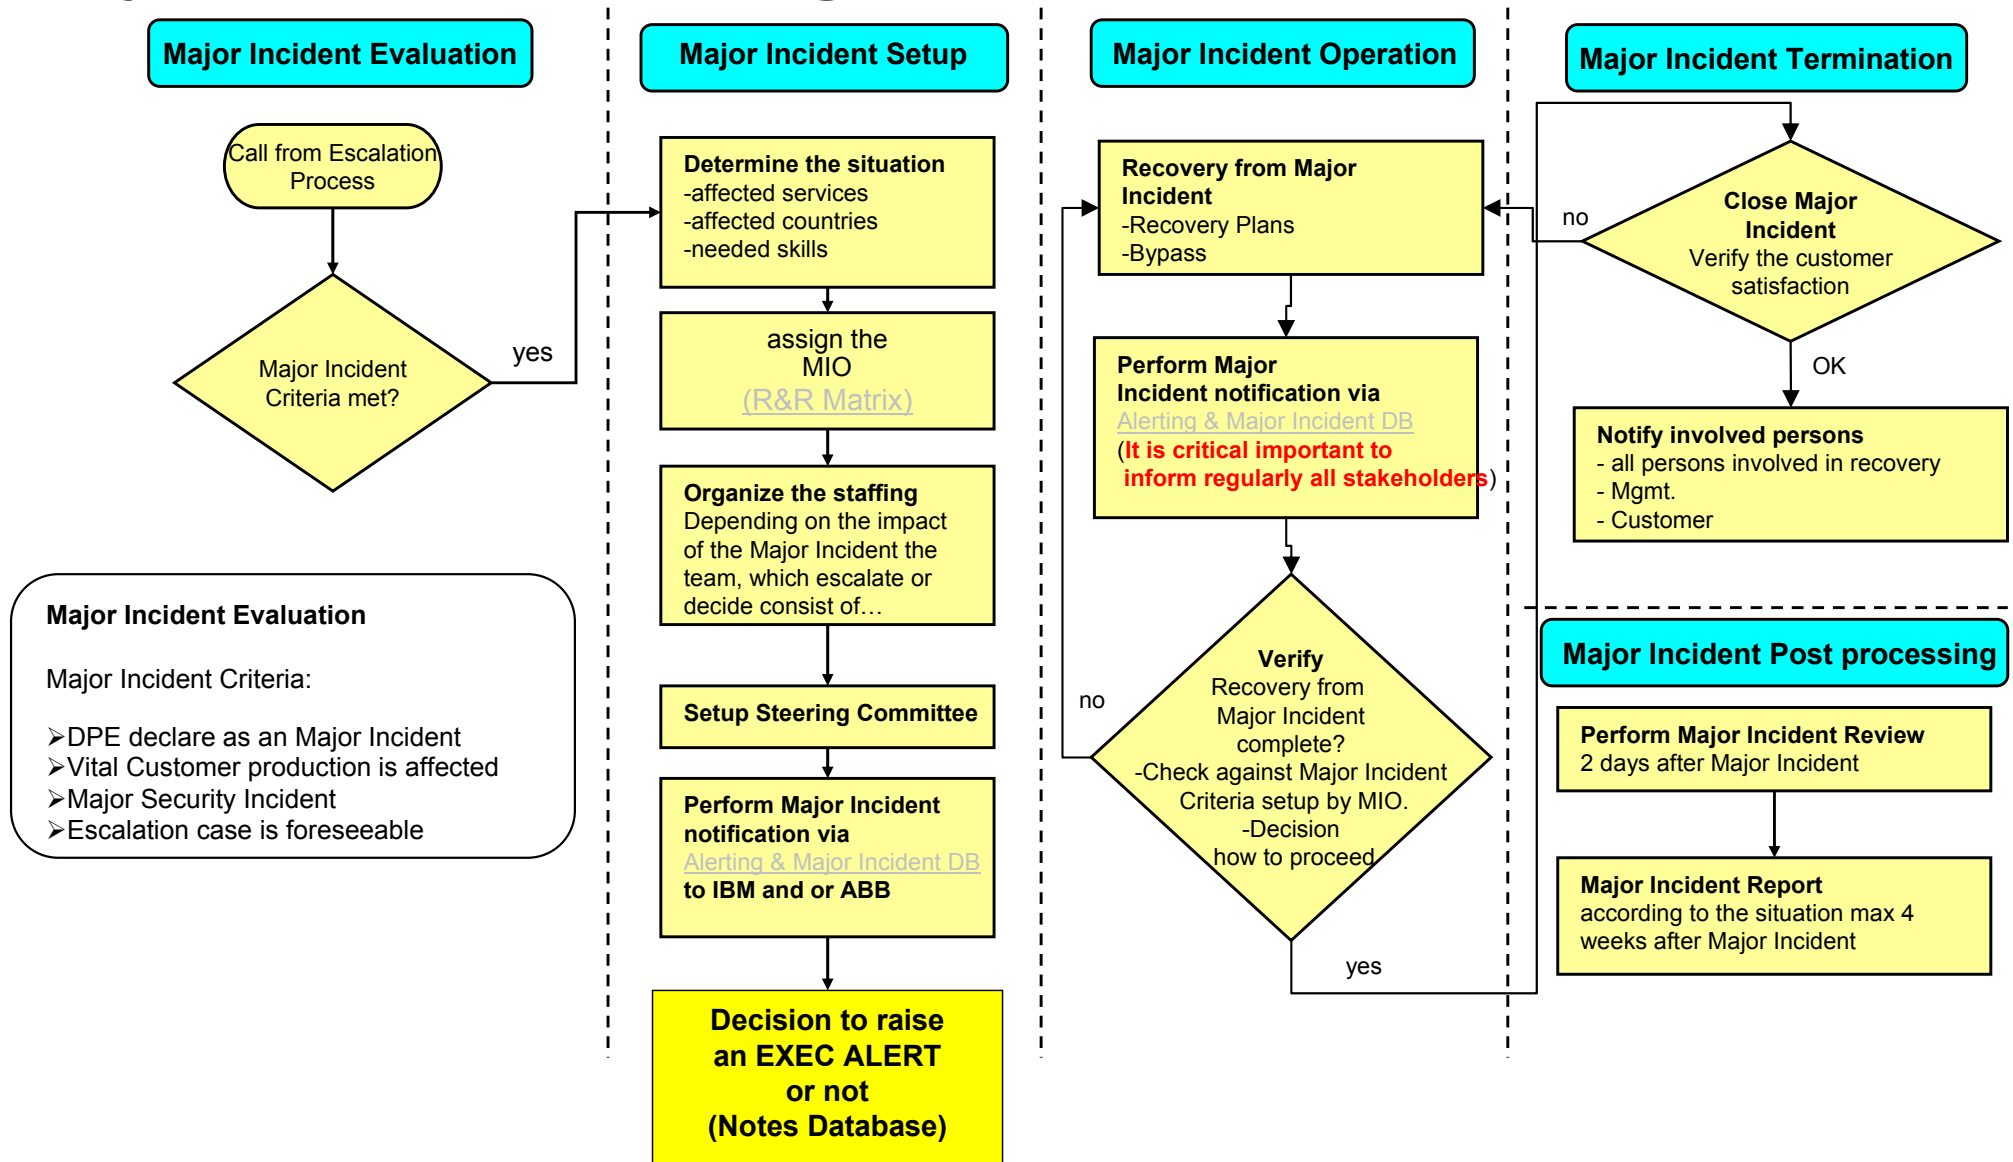 Major Incident Evaluation
Call from Escalation
Process
Major Incident
Criteria met?
yes
Major Incident Evaluation
Major Incident Criteria:
➢DPE declare as an Major Incident
➢Vital Customer production is affected
➢Major Security Incident
➢Escalation case is foreseeable
Major Incident Setup
Determine the situation
-affected services
-affected countries
-needed skills
assign the
MIO
(R&R Matrix)
Organize the staffing
Depending on the impact
of the Major Incident the
team, which escalate or
decide consist of…
Setup Steering Committee
Perform Major Incident
notification via
Alerting & Major Incident DB
to IBM and or ABB
Decision to raise
an EXEC ALERT
or not
(Notes Database)
Major Incident Operation
Recovery from Major
Incident
-Recovery Plans
-Bypass
Perform Major
Incident notification via
Alerting & Major Incident DB
(It is critical important to
inform regularly all stakeholders)
Verify
Recovery from
Major Incident
complete?
-Check against Major Incident
Criteria setup by MIO.
-Decision
how to proceed
no
yes
Major Incident Termination
Close Major
Incident
Verify the customer
satisfaction
no
OK
Notify involved persons
- all persons involved in recovery
- Mgmt.
- Customer
Major Incident Post processing
Perform Major Incident Review
2 days after Major Incident
Major Incident Report
according to the situation max 4
weeks after Major Incident